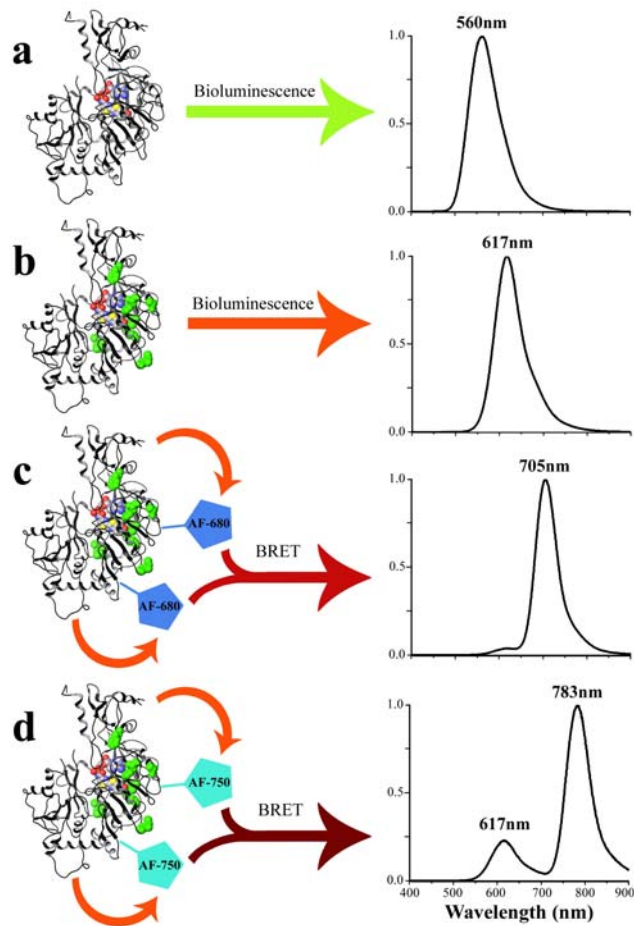 a
Bioluminescence
560nm
1.0
0.5
0.0
b
Bioluminescence
617nm
1.0
0.5
0.0
c
AF-680
AF-680
BRET
705nm
1.0
0.5
0.0
d
AF-750
AF-750
BRET
617nm
783nm
1.0
0.5
0.0
400 500 600 700 800 900
Wavelength (nm)